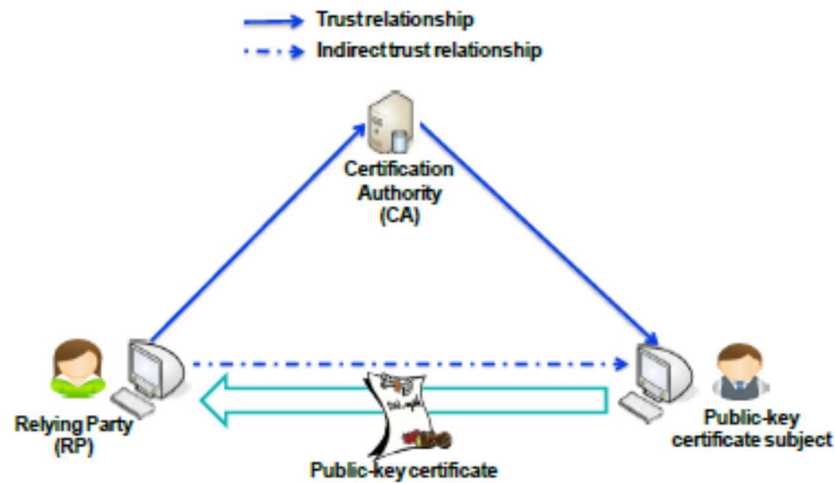 Trust relationship
Indirect trust relationship
Certification
Authority
(CA)
Relying Party
(RP)
Public-key
certificate subject
Public-key certificate